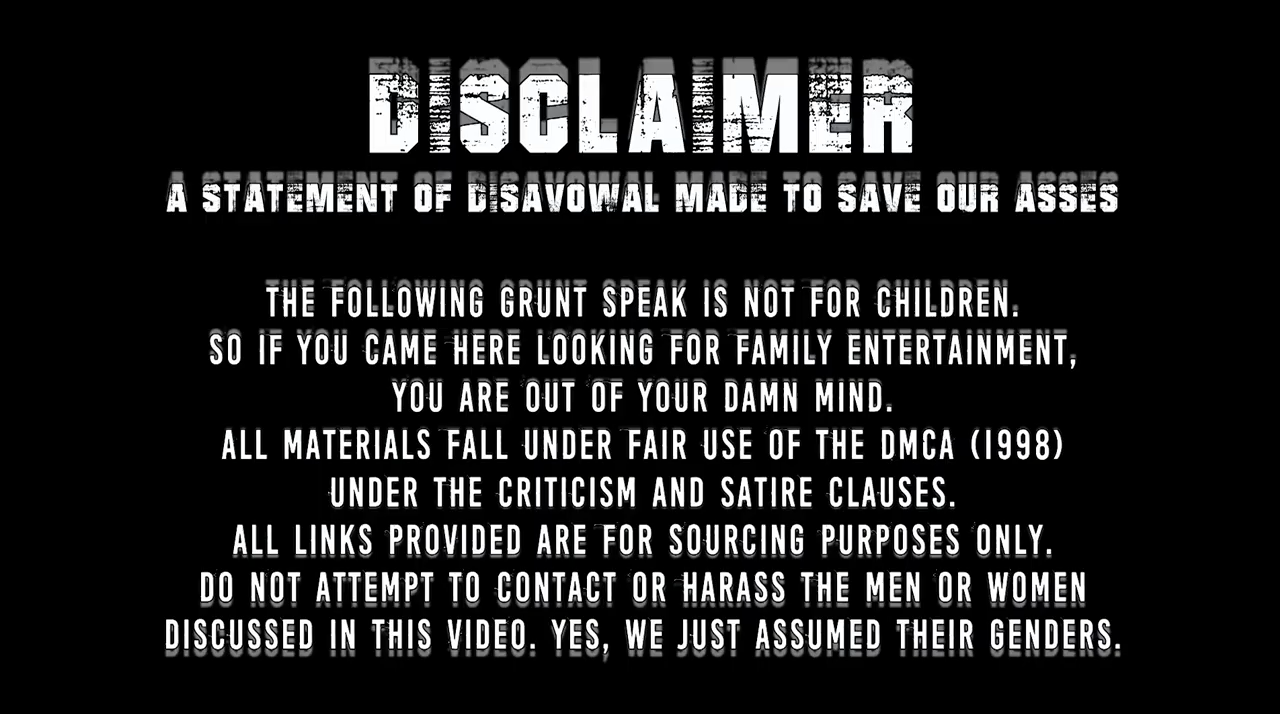 DISCLAIMER
A STATEMENT OF DISAVOWAL MADE TO SAVE OUR ASSES
THE FOLLOWING GRUNT SPEAK IS NOT FOR CHILDREN.
SO IF YOU CAME HERE LOOKING FOR FAMILY ENTERTAINMENT,
YOU ARE OUT OF YOUR DAMN MIND.
ALL MATERIALS FALL UNDER FAIR USE OF THE DMCA (1998)
UNDER THE CRITICISM AND SATIRE CLAUSES.
ALL LINKS PROVIDED ARE FOR SOURCING PURPOSES ONLY.
DO NOT ATTEMPT TO CONTACT OR HARASS THE MEN OR WOMEN
DISCUSSED IN THIS VIDEO. YES, WE JUST ASSUMED THEIR GENDERS.